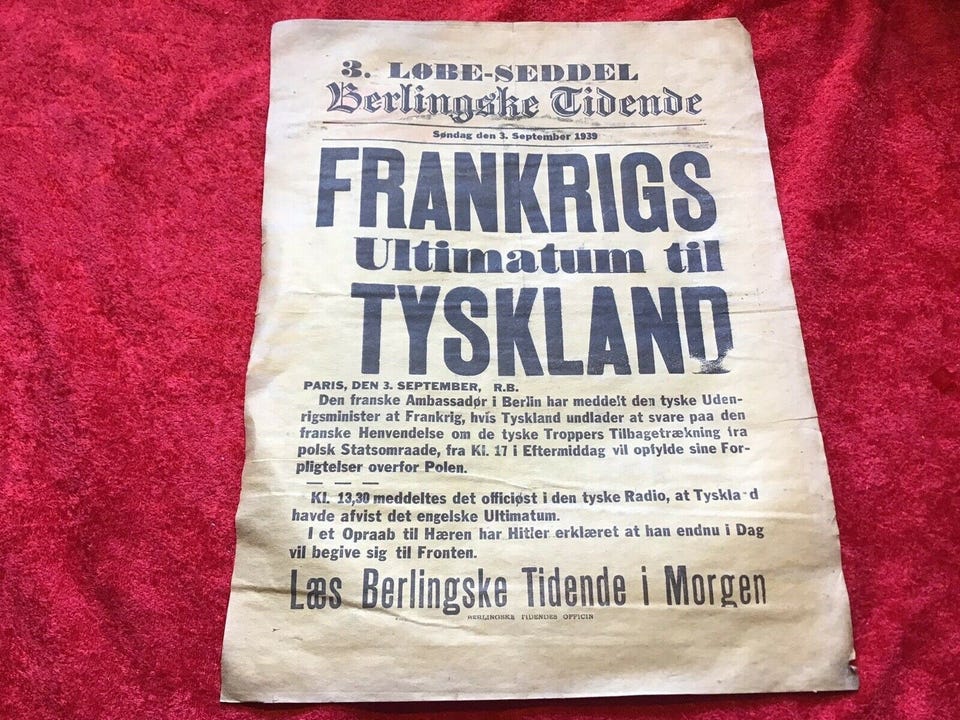 3. LØBE-SEDDEL
Berlingske Tidende
Søndag den 3. September 1939
FRANKRIGS
Ultimatum til
TYSKLAND
PARIS, DEN 3. SEPTEMBER, R.B.
Den franske Ambassadør i Berlin har meddelt den tyske Uden-
rigsminister at Frankrig, hvis Tyskland undlader at svare paa den
franske Henvendelse om de tyske Troppers Tilbagetrækning fra
polsk Statsomraade, fra Kl. 17 i Eftermiddag vil opfylde sine For-
pligtelser overfor Polen.
— — —
Kl. 13,30 meddeltes det officiøst i den tyske Radio, at Tyskland
havde afvist det engelske Ultimatum.
I et Opraab til Hæren har Hitler erklæret at han endnu i Dag
vil begive sig til Fronten.
Læs Berlingske Tidende i Morgen
BERLINGSKE TIDENDES OFFICIN